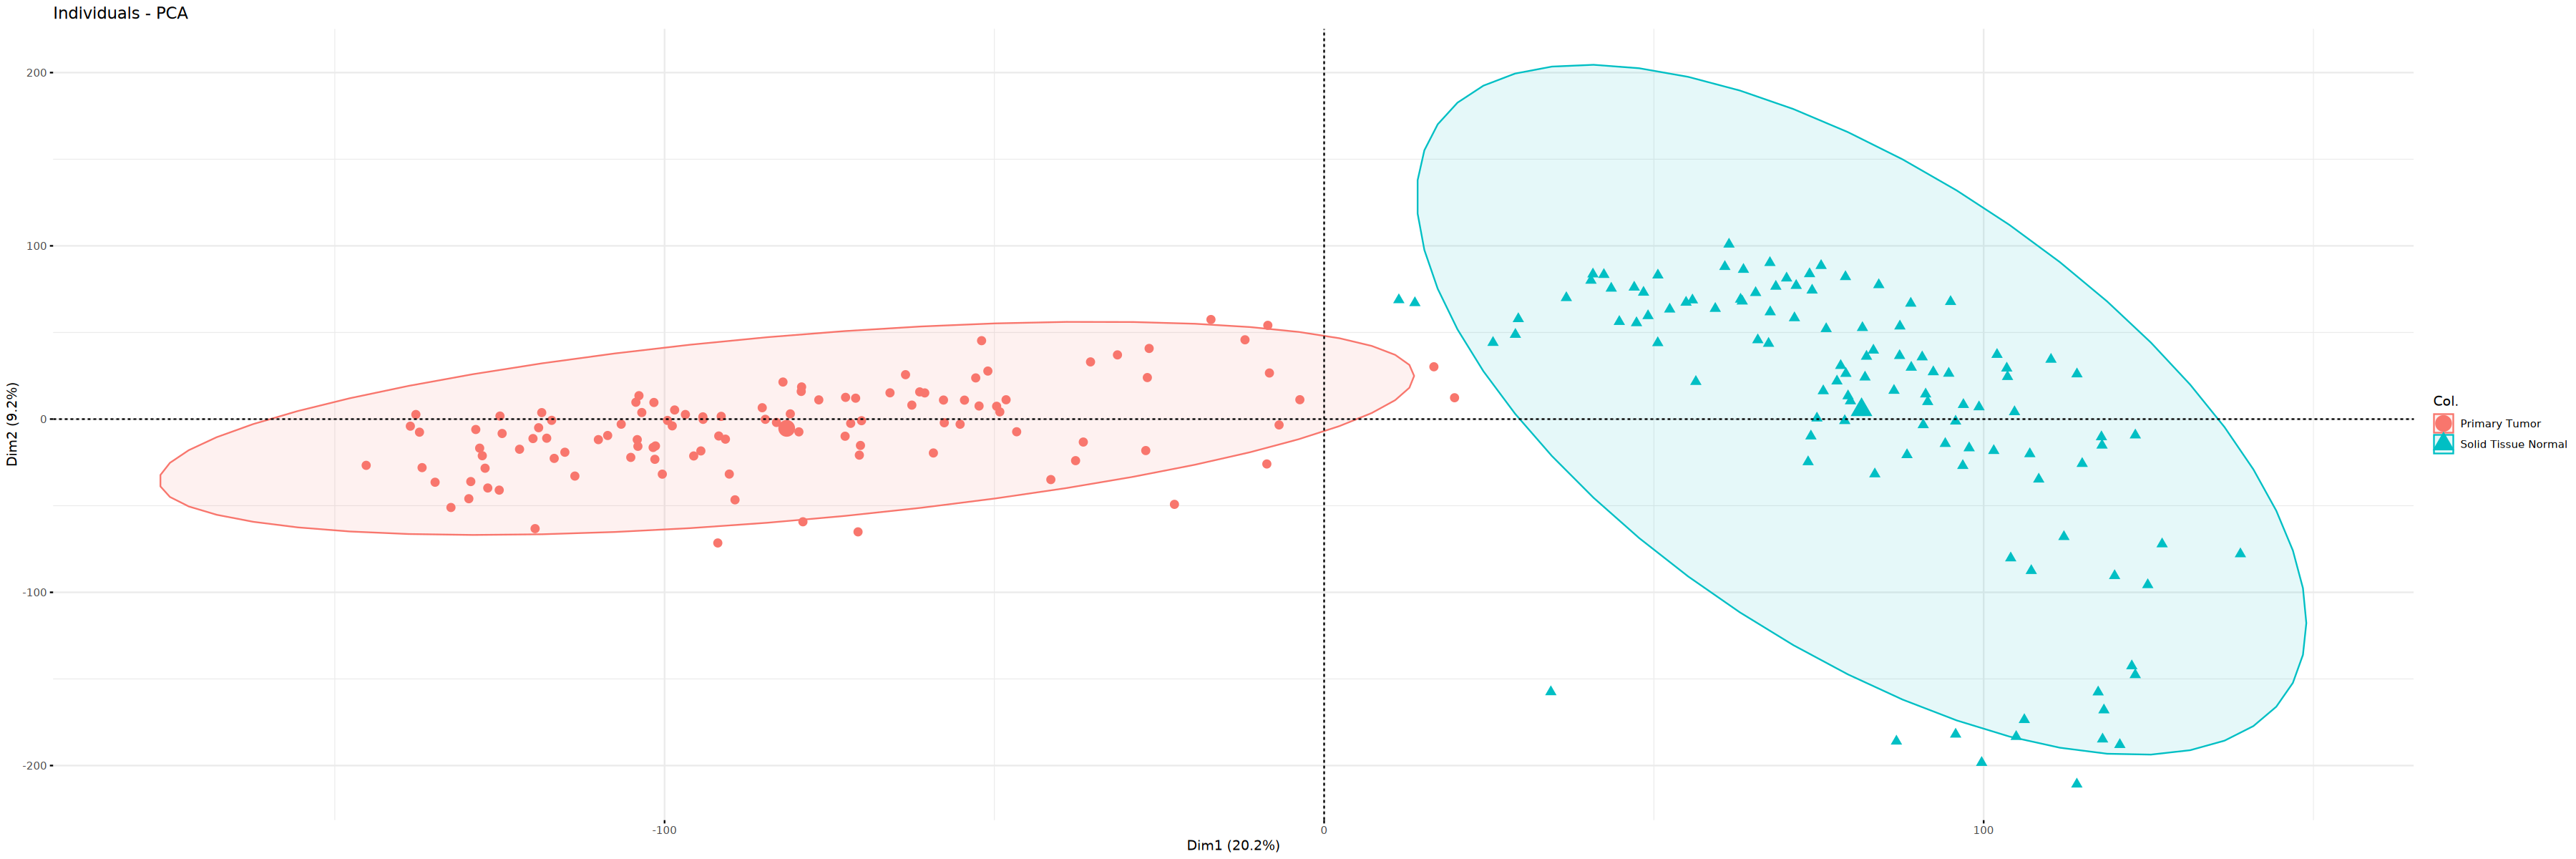 Individuals - PCA
200
100
0
-100
-200
Dim2 (9.2%)
-100
0
100
Dim1 (20.2%)
Col.
Primary Tumor
Solid Tissue Normal